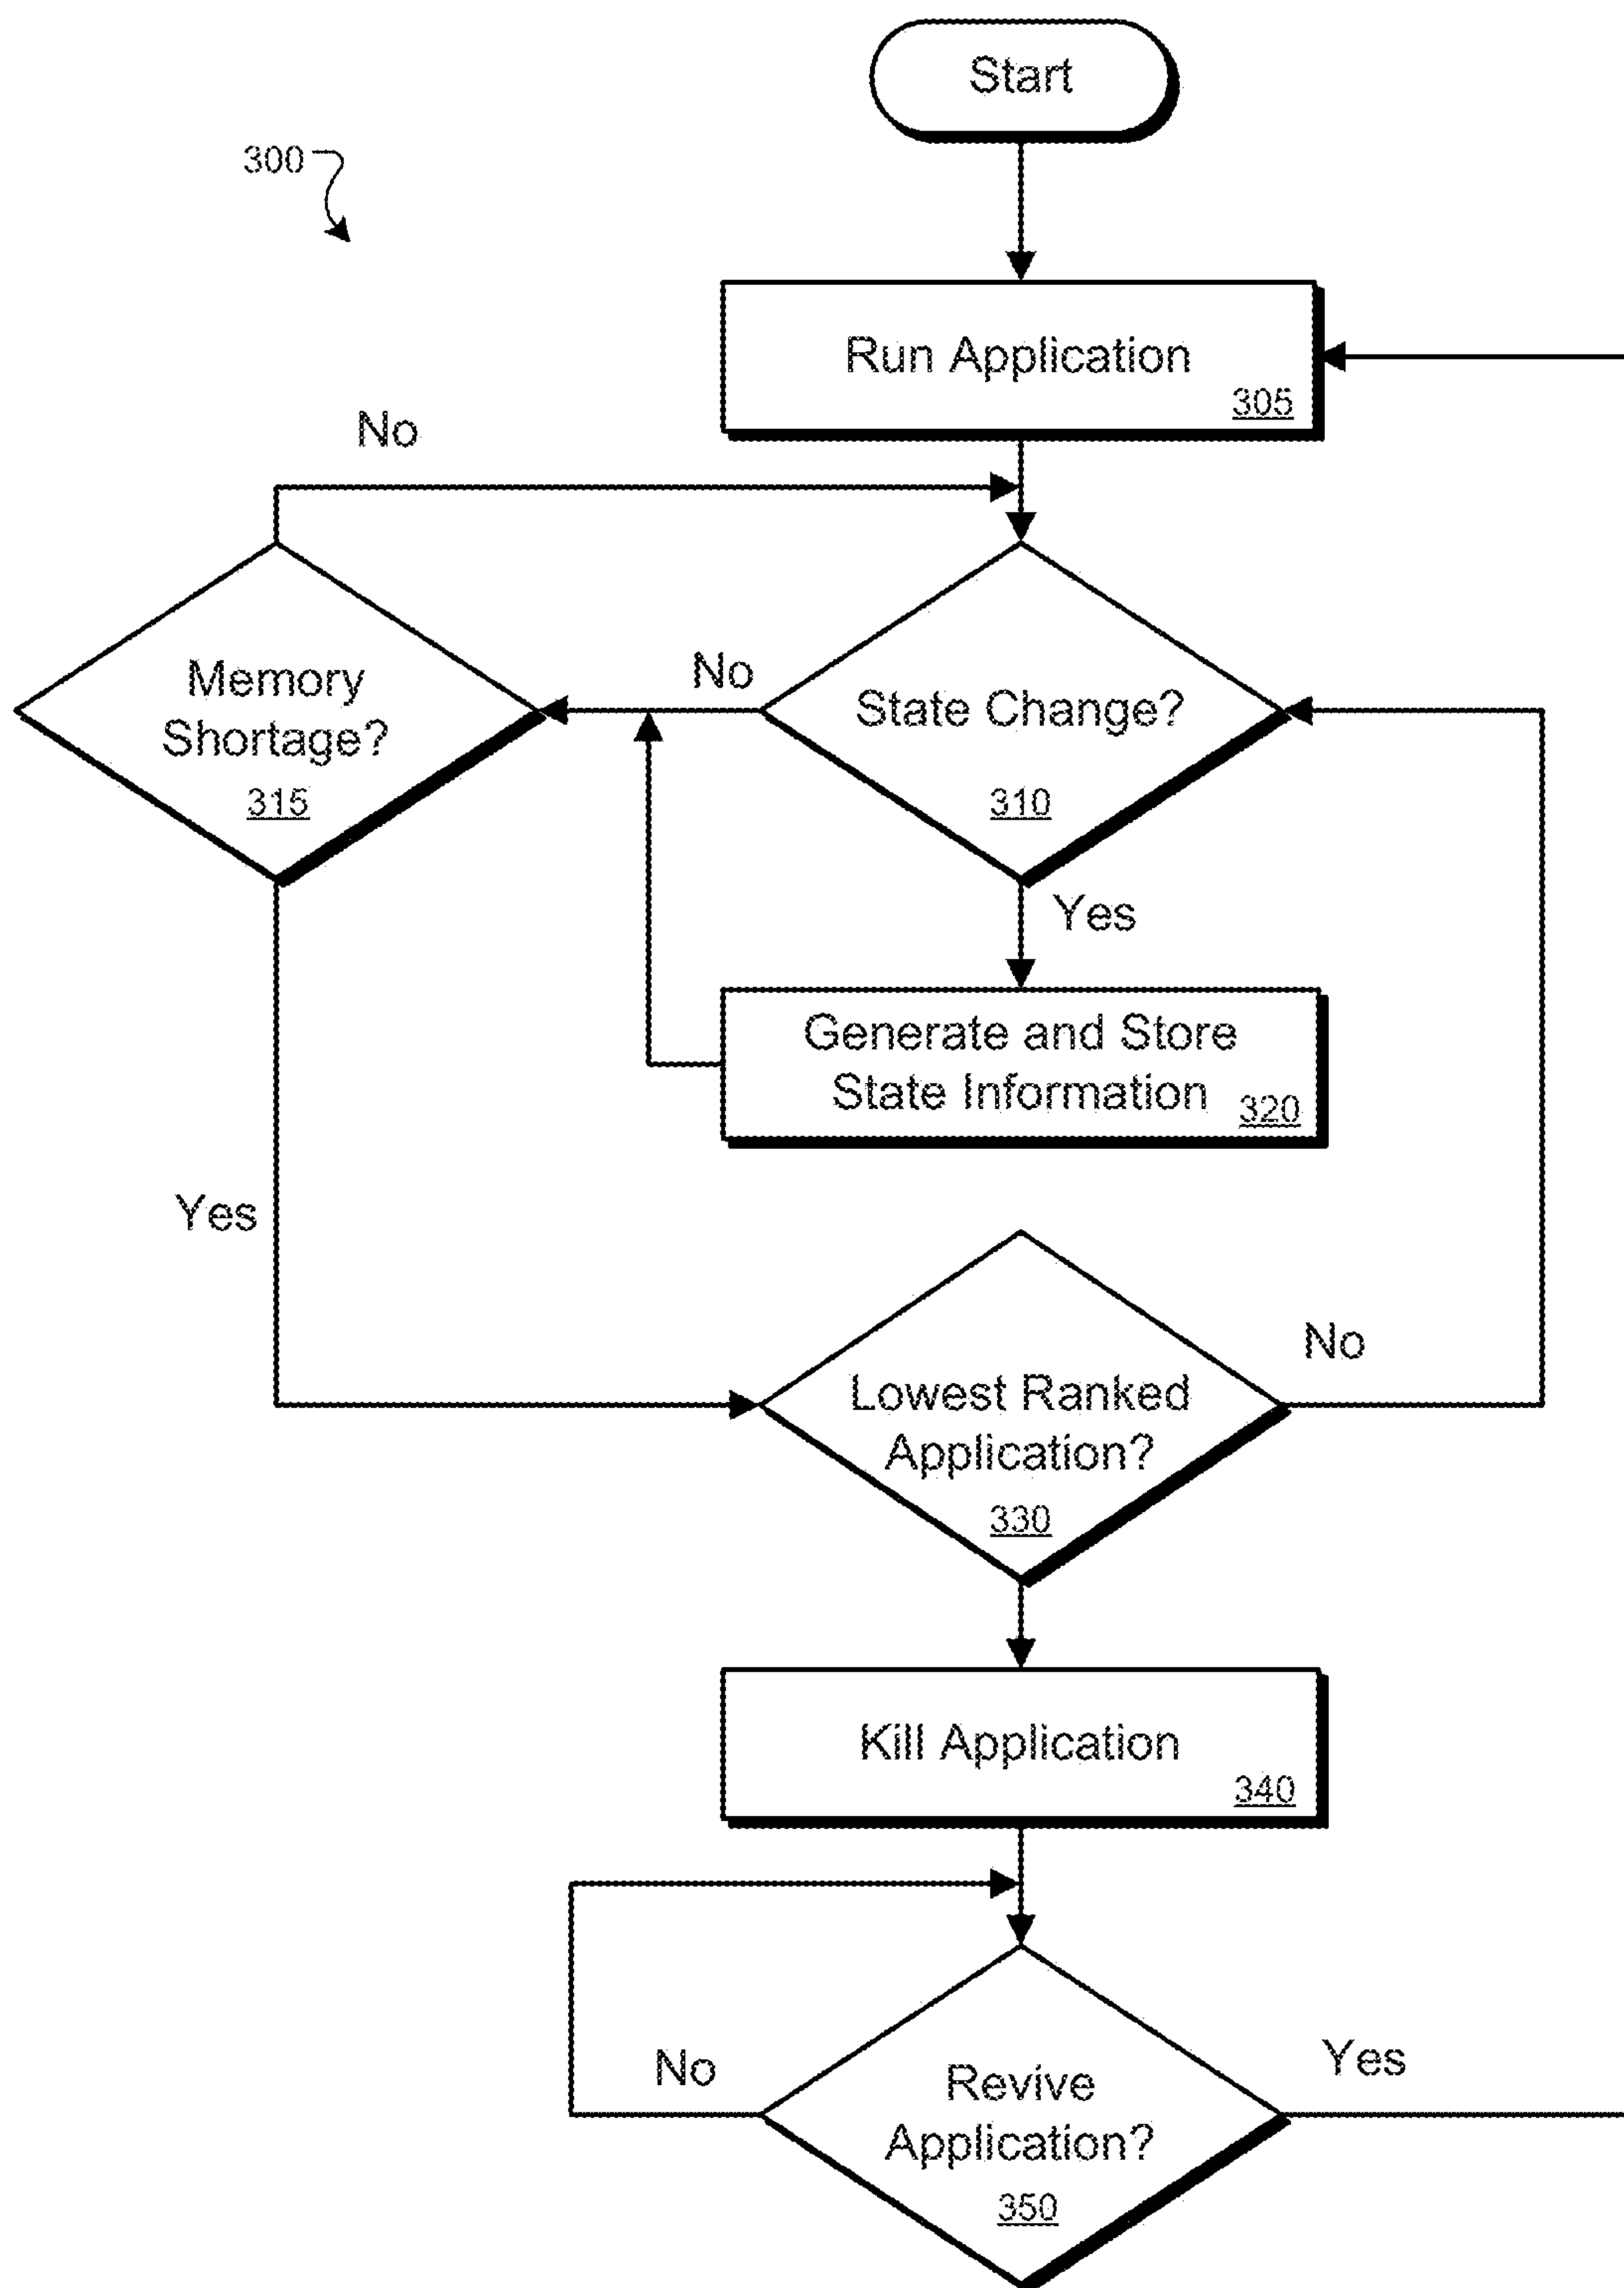 Start
300
Run Application
305
No
Memory
Shortage?
315
No
State Change?
310
Yes
Generate and Store
State Information
320
Yes
Lowest Ranked
Application?
330
No
Kill Application
340
No
Revive
Application?
350
Yes